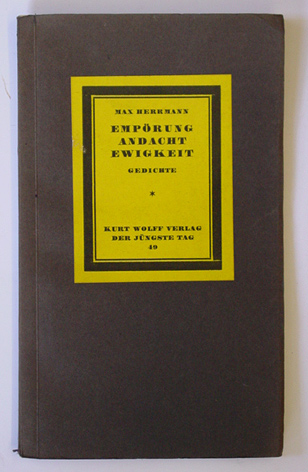 MAX HERRMANN
EMPÖRUNG
ANDACHT
EWIGKEIT
GEDICHTE
*
KURT WOLFF VERLAG
DER JÜNGSTE TAG
49